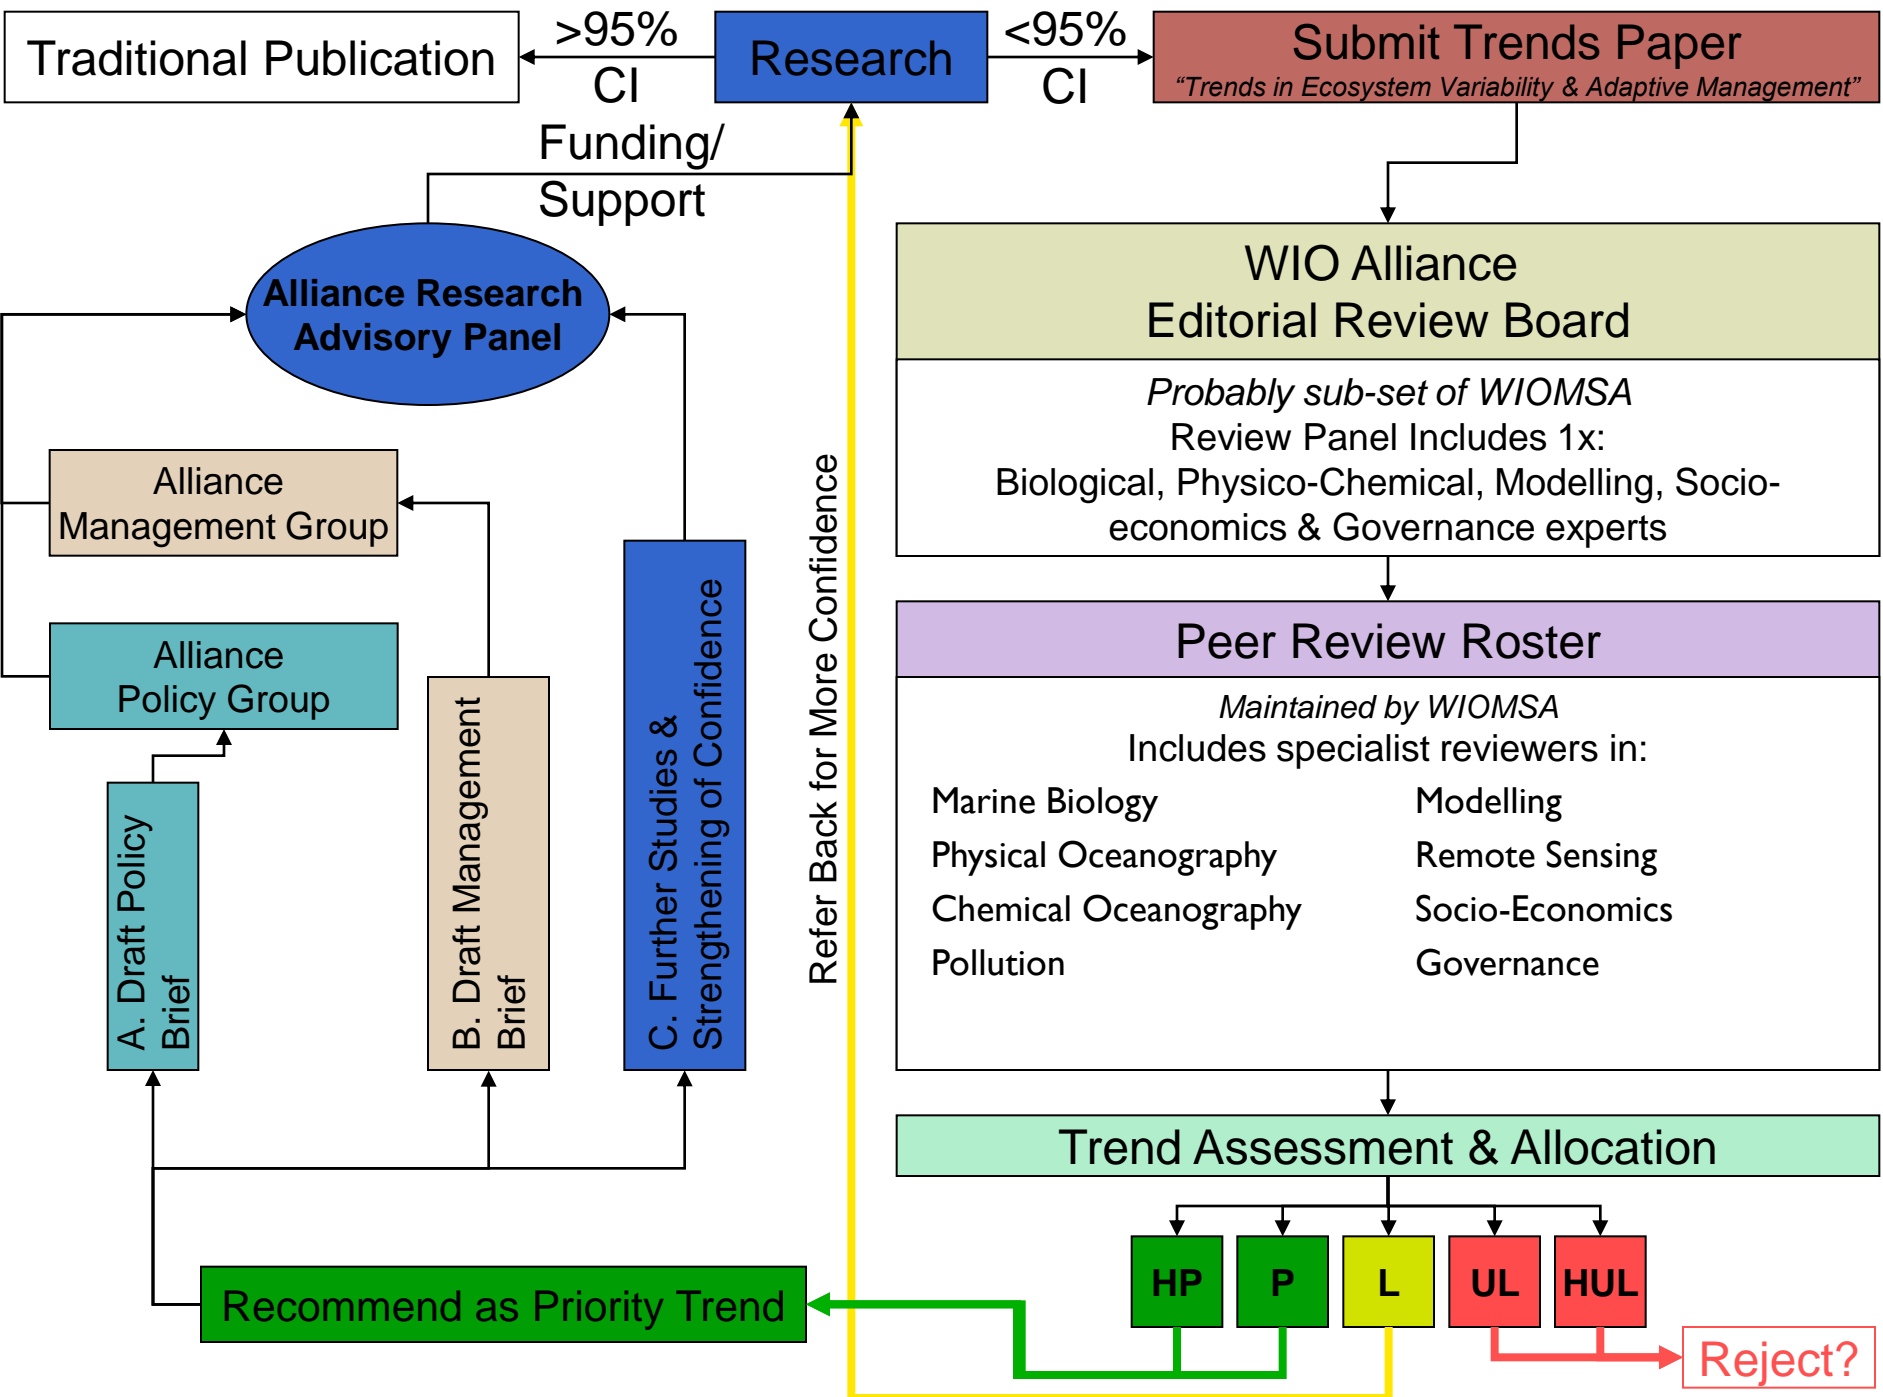 Traditional Publication
>95%
CI
Research
<95%
CI
Submit Trends Paper
“Trends in Ecosystem Variability & Adaptive Management”
Funding/
Support
Alliance Research
Advisory Panel
Alliance
Management Group
Alliance
Policy Group
A. Draft Policy
Brief
B. Draft Management
Brief
C. Further Studies &
Strengthening of Confidence
Refer Back for More Confidence
WIO Alliance
Editorial Review Board
Probably sub-set of WIOMSA
Review Panel Includes 1x:
Biological, Physico-Chemical, Modelling, Socio-
economics & Governance experts
Peer Review Roster
Maintained by WIOMSA
Includes specialist reviewers in:
Marine Biology
Physical Oceanography
Chemical Oceanography
Pollution
Modelling
Remote Sensing
Socio-Economics
Governance
Trend Assessment & Allocation
HP
P
L
UL
HUL
Recommend as Priority Trend
Reject?